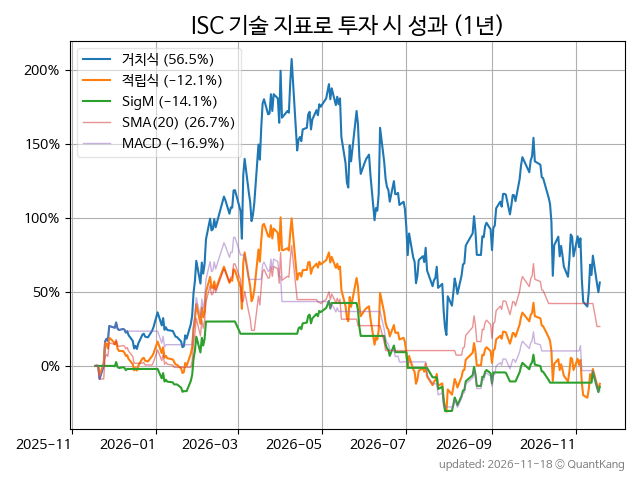 ISC 기술 지표로 투자 시 성과 (1년)
거치식 (56.5%)
적립식 (-12.1%)
SigM (-14.1%)
SMA(20) (26.7%)
MACD (-16.9%)
200%
150%
100%
50%
0%
2025-11 2026-01 2026-03 2026-05 2026-07 2026-09 2026-11
updated: 2026-11-18 © QuantKang